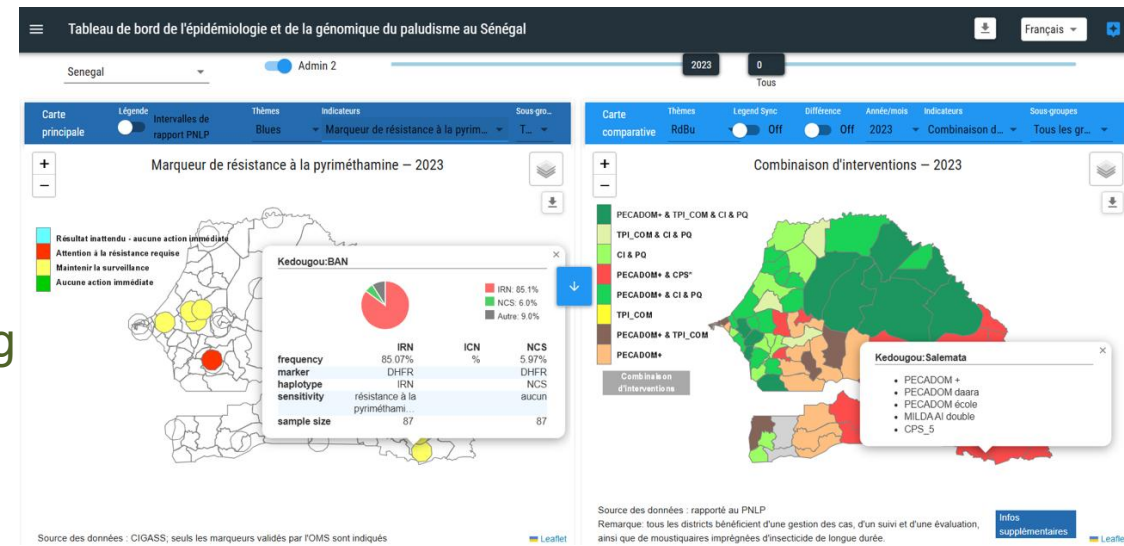 Tableau de bord de l'épidémiologie et de la génomique du paludisme au Sénégal
Français
Senegal
Admin 2
2023
0
Tous
g
Carte principale
Légende
Intervalles de rapport PNLP
Thèmes
Blues
Indicateurs
Marqueur de résistance à la pyrim...
Sous-gro...
T...
+
−
Marqueur de résistance à la pyriméthamine — 2023
Résultat inattendu - aucune action immédiate
Attention à la résistance requise
Maintenir la surveillance
Aucune action immédiate
Kedougou:BAN
×
IRN: 85.1%
NCS: 6.0%
Autre: 9.0%
IRN ICN NCS
frequency 85.07% % 5.97%
marker DHFR DHFR
haplotype IRN NCS
sensitivity résistance à la pyriméthami... aucun
sample size 87 87
Source des données : CIGASS; seuls les marqueurs validés par l'OMS sont indiqués
Leaflet
Carte comparative
Thèmes
RdBu
Legend Sync
Off
Différence
Off
Année/mois
2023
Indicateurs
Combinaison d...
Sous-groupes
Tous les gr...
+
−
Combinaison d'interventions — 2023
PECADOM+ & TPI_COM & CI & PQ
TPI_COM & CI & PQ
CI & PQ
PECADOM+ & CPS*
PECADOM+ & CI & PQ
TPI_COM
PECADOM+ & TPI_COM
PECADOM+
Combinaison d'interventions
Kedougou:Salemata
×
• PECADOM +
• PECADOM daara
• PECADOM école
• MILDA AI double
• CPS_5
Source des données : rapporté au PNLP
Remarque: tous les districts bénéficient d'une gestion des cas, d'un suivi et d'une évaluation,
ainsi que de moustiquaires imprégnées d'insecticide de longue durée.
Infos supplémentaires
Leaflet